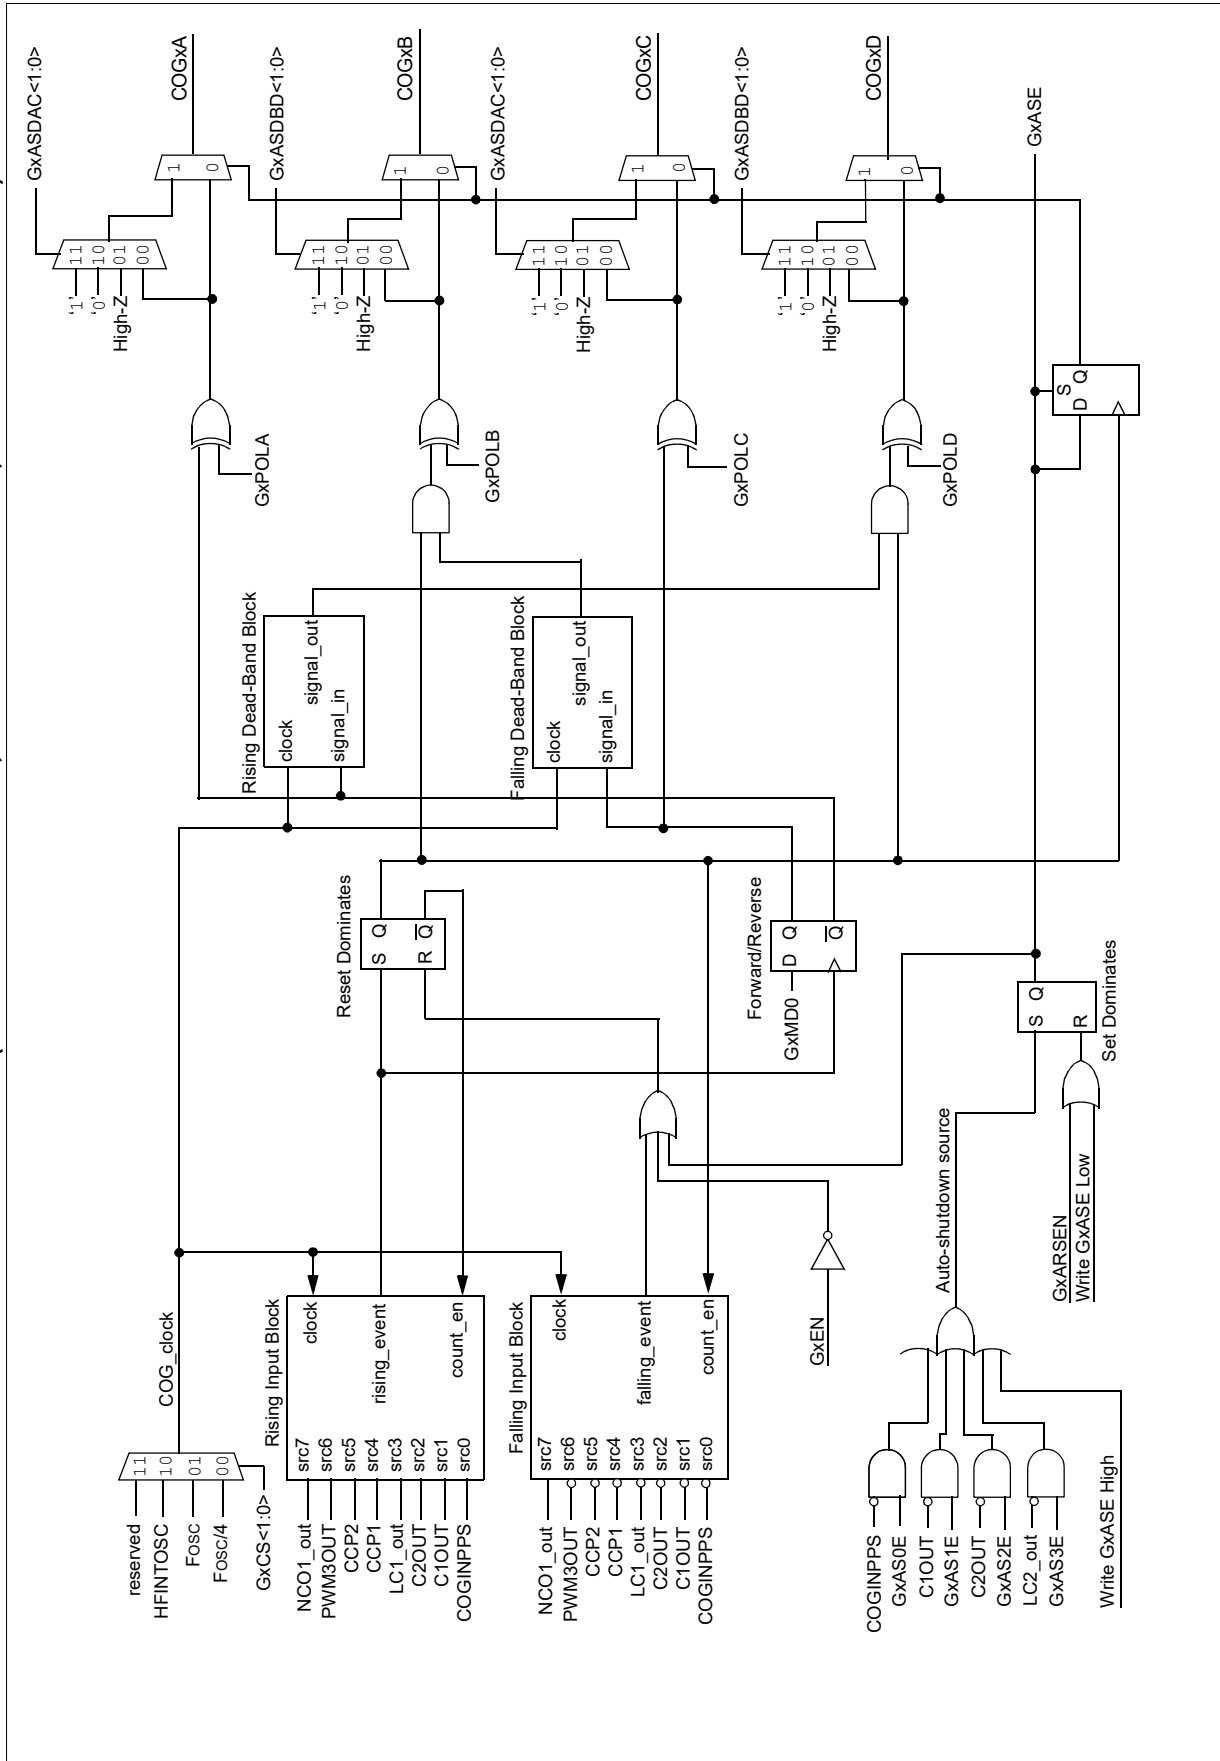 reserved
HFINTOSC
Fosc
Fosc/4
GxCS<1:0>
11
10
01
00
COG_clock
NCO1_out
PWM3OUT
CCP2
CCP1
LC1_out
C2OUT
C1OUT
COGINPPS
Rising Input Block
src7
src6
src5
src4
src3
src2
src1
src0
clock
rising_event
count_en
NCO1_out
PWM3OUT
CCP2
CCP1
LC1_out
C2OUT
C1OUT
COGINPPS
Falling Input Block
src7
src6
src5
src4
src3
src2
src1
src0
clock
falling_event
count_en
GxEN
COGINPPS
GxAS0E
C1OUT
GxAS1E
C2OUT
GxAS2E
LC2_out
GxAS3E
Write GxASE High
Auto-shutdown source
GxARSEN
Write GxASE Low
Set Dominates
S
Q
R
Reset Dominates
S
Q
R
Q
Forward/Reverse
GxMD0
D
Q
Q
Rising Dead-Band Block
clock
signal_out
signal_in
Falling Dead-Band Block
clock
signal_out
signal_in
GxPOLA
GxPOLB
GxPOLC
GxPOLD
S
D
Q
GxASE
GxASDAC<1:0>
'1'
'0'
High-Z
11
10
01
00
1
0
COGxA
GxASDBD<1:0>
'1'
'0'
High-Z
11
10
01
00
1
0
COGxB
GxASDAC<1:0>
'1'
'0'
High-Z
11
10
01
00
1
0
COGxC
GxASDBD<1:0>
'1'
'0'
High-Z
11
10
01
00
1
0
COGxD